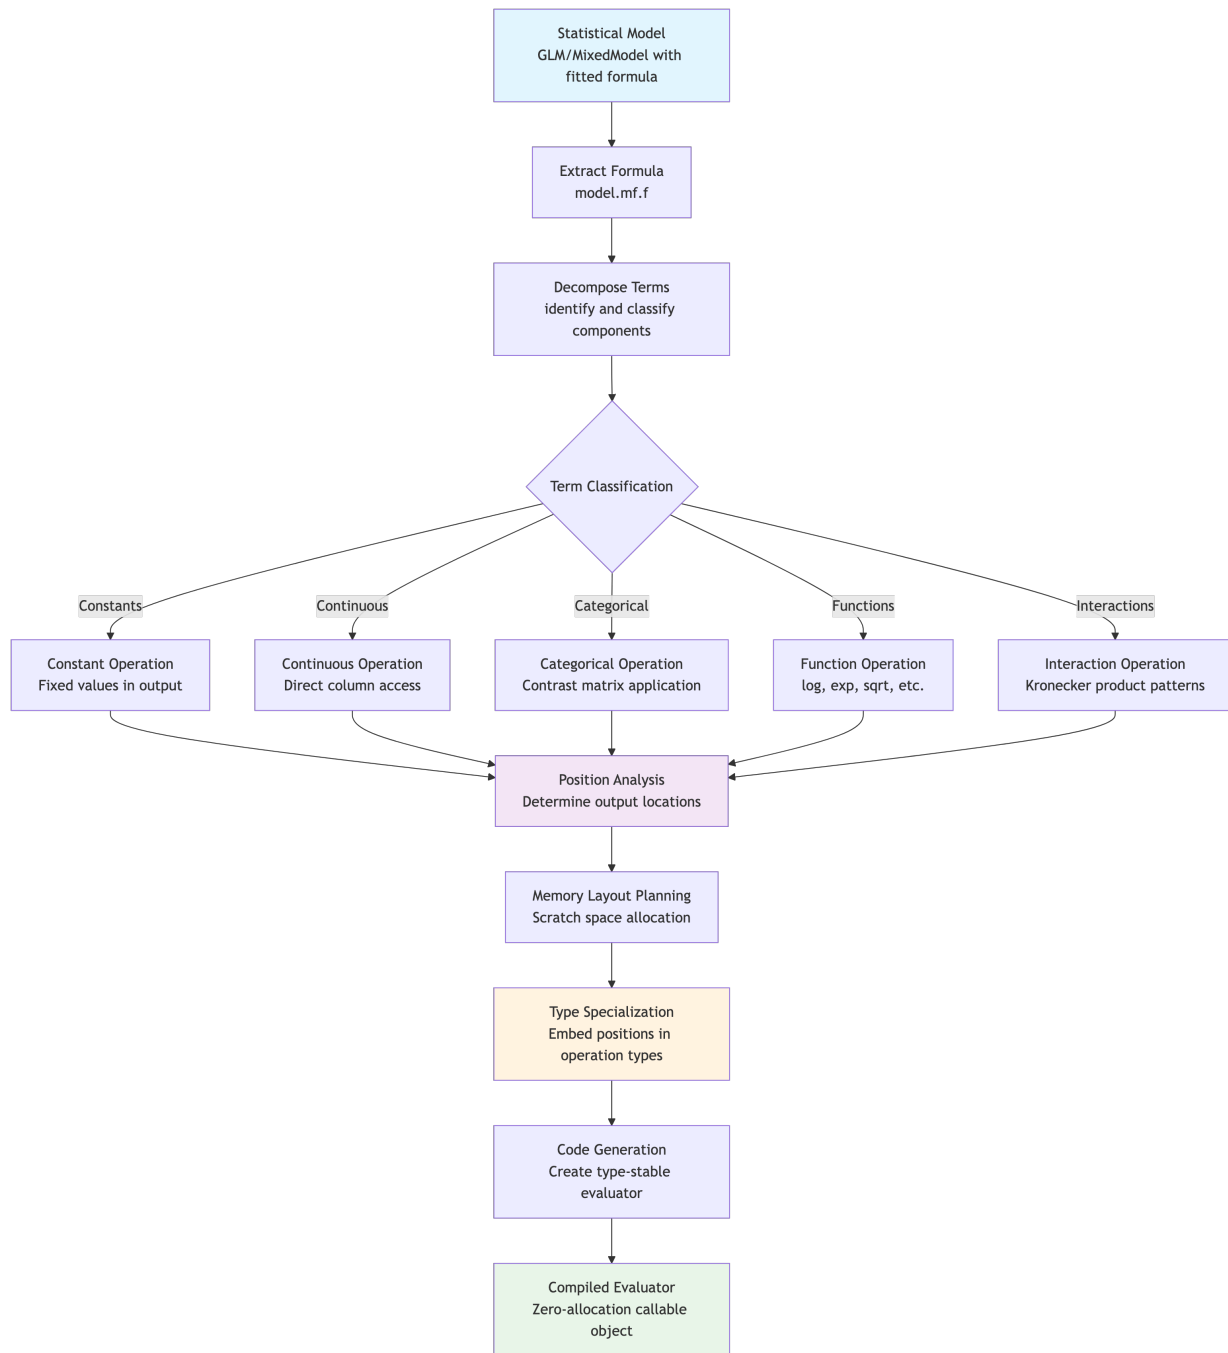 Statistical Model
GLM/MixedModel with
fitted formula
Extract Formula
model.mf.f
Decompose Terms
identify and classify
components
Term Classification
Constants
Continuous
Categorical
Functions
Interactions
Constant Operation
Fixed values in output
Continuous Operation
Direct column access
Categorical Operation
Contrast matrix application
Function Operation
log, exp, sqrt, etc.
Interaction Operation
Kronecker product patterns
Position Analysis
Determine output locations
Memory Layout Planning
Scratch space allocation
Type Specialization
Embed positions in
operation types
Code Generation
Create type-stable
evaluator
Compiled Evaluator
Zero-allocation callable
object